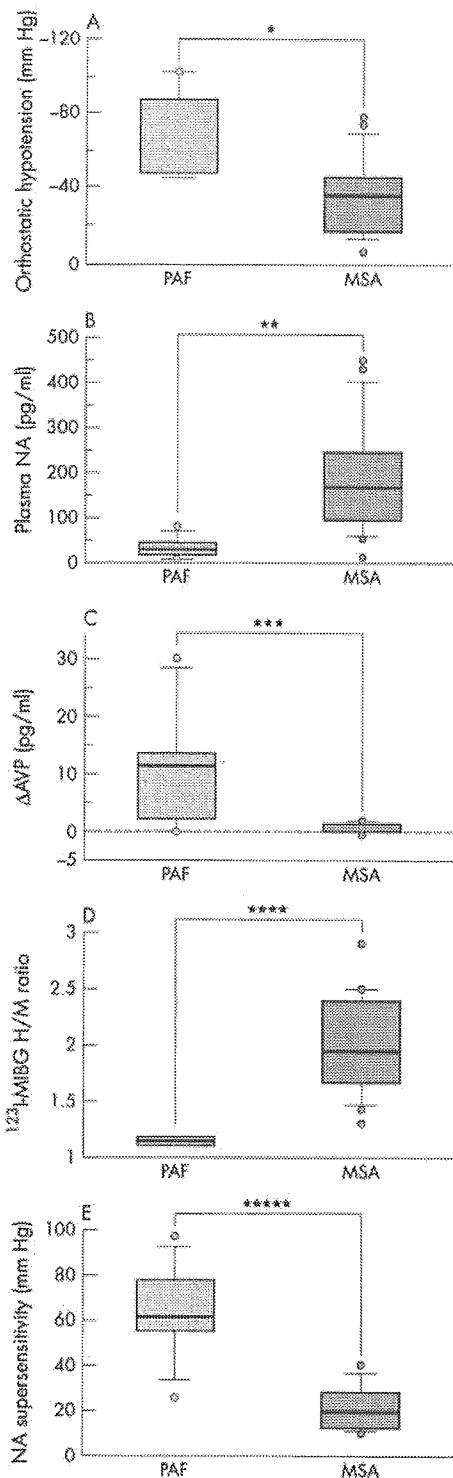 A
*
Orthostatic hypotension (mm Hg)
–120
–80
–40
0
PAF
MSA
B
**
Plasma NA (pg/ml)
500
400
300
200
100
0
PAF
MSA
C
***
ΔAVP (pg/ml)
30
20
10
0
–5
PAF
MSA
D
****
123I-MIBG H/M ratio
3
2.5
2
1.5
1
PAF
MSA
E
*****
NA supersensitivity (mm Hg)
100
80
60
40
20
0
PAF
MSA